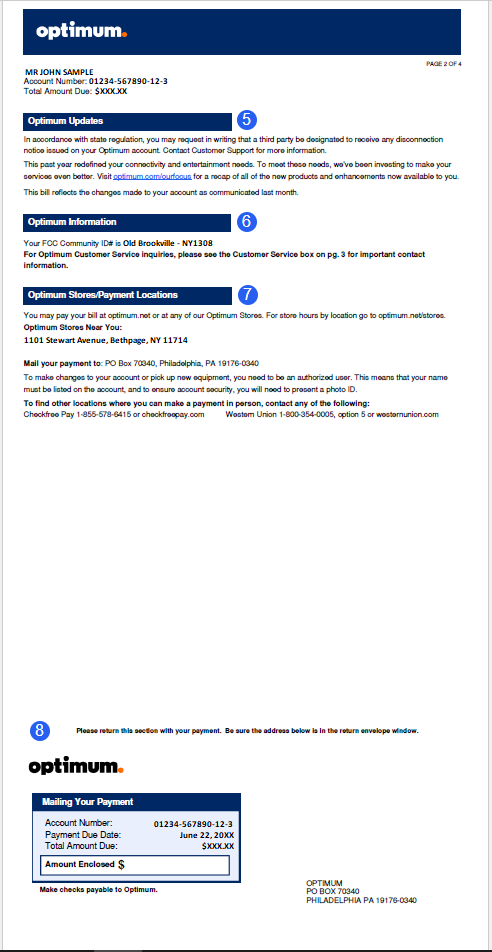 optimum.
PAGE 2 OF 4
MR JOHN SAMPLE
Account Number: 01234-567890-12-3
Total Amount Due: $XXX.XX
Optimum Updates
5
In accordance with state regulation, you may request in writing that a third party be designated to receive any disconnection
notice issued on your Optimum account. Contact Customer Support for more information.
This past year redefined your connectivity and entertainment needs. To meet these needs, we've been investing to make your
services even better. Visit optimum.com/ourfocus for a recap of all of the new products and enhancements now available to you.
This bill reflects the changes made to your account as communicated last month.
Optimum Information
6
Your FCC Community ID# is Old Brookville - NY1308
For Optimum Customer Service inquiries, please see the Customer Service box on pg. 3 for important contact
information.
Optimum Stores/Payment Locations
7
You may pay your bill at optimum.net or at any of our Optimum Stores. For store hours by location go to optimum.net/stores.
Optimum Stores Near You:
1101 Stewart Avenue, Bethpage, NY 11714
Mail your payment to: PO Box 70340, Philadelphia, PA 19176-0340
To make changes to your account or pick up new equipment, you need to be an authorized user. This means that your name
must be listed on the account, and to ensure account security, you will need to present a photo ID.
To find other locations where you can make a payment in person, contact any of the following:
Checkfree Pay 1-855-578-6415 or checkfreepay.com Western Union 1-800-354-0005, option 5 or westernunion.com
8
Please return this section with your payment. Be sure the address below is in the return envelope window.
optimum.
Mailing Your Payment
Account Number: 01234-567890-12-3
Payment Due Date: June 22, 20XX
Total Amount Due: $XXX.XX
Amount Enclosed $
Make checks payable to Optimum.
OPTIMUM
PO BOX 70340
PHILADELPHIA PA 19176-0340